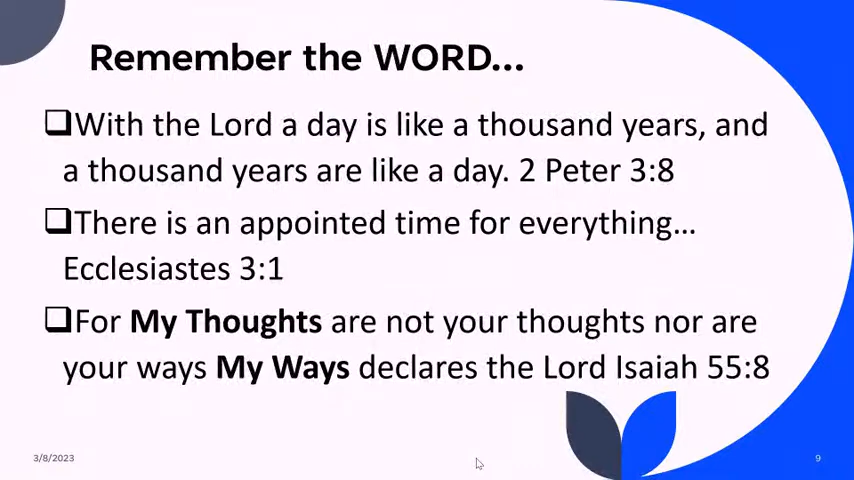 Remember the WORD...
With the Lord a day is like a thousand years, and
a thousand years are like a day. 2 Peter 3:8
There is an appointed time for everything...
Ecclesiastes 3:1
For My Thoughts are not your thoughts nor are
your ways My Ways declares the Lord Isaiah 55:8
3/8/2023
9